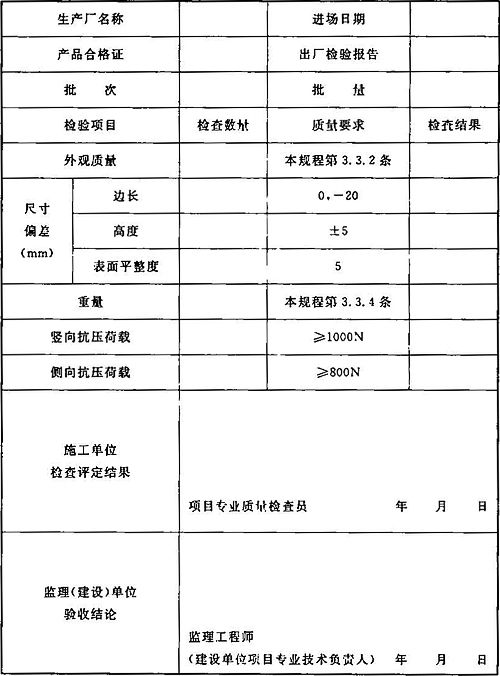 生产厂名称 进场日期
产品合格证 出厂检验报告
批 次 批 量
检验项目 检查数量 质量要求 检查结果
外观质量 本规程第3.3.2条
尺寸
偏差
(mm)
边长 0,-20
高度 ±5
表面平整度 5
重量 本规程第3.3.4条
竖向抗压荷载 ≥1000N
侧向抗压荷载 ≥800N
施工单位
检查评定结果
项目专业质量检查员 年 月 日
监理(建设)单位
验收结论
监理工程师
(建设单位项目专业技术负责人) 年 月 日